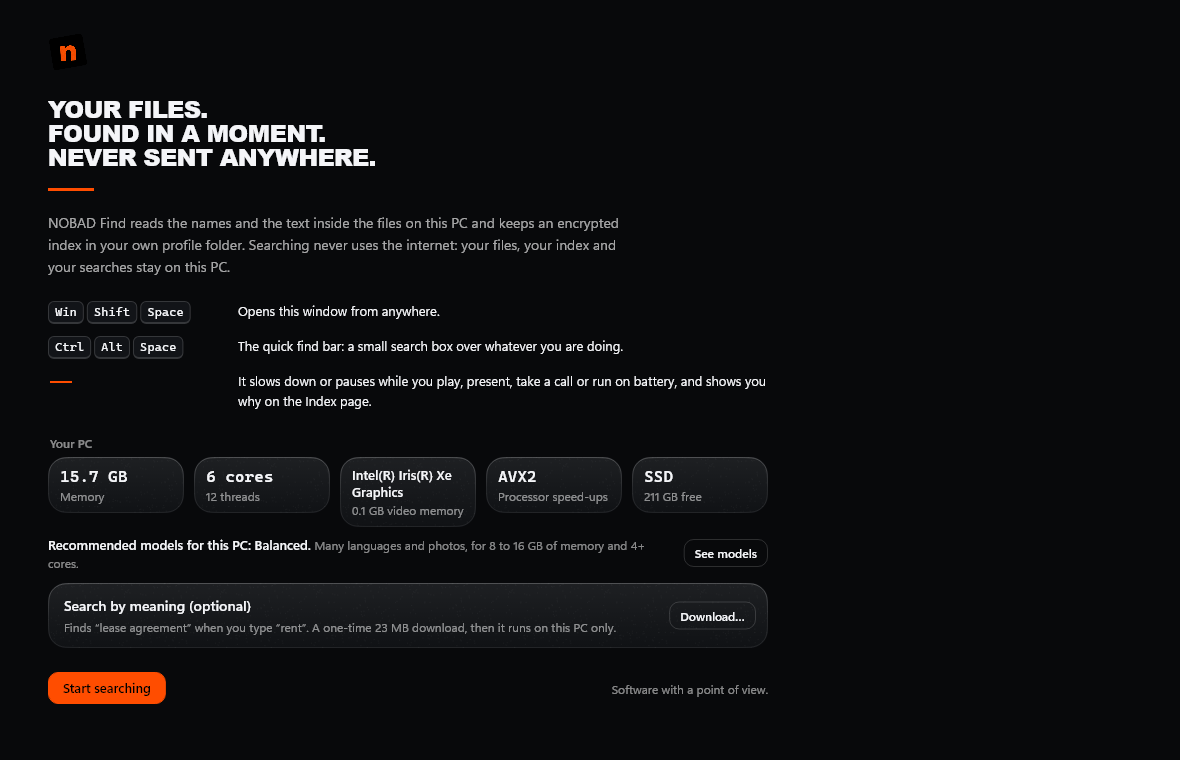 n
YOUR FILES.
FOUND IN A MOMENT.
NEVER SENT ANYWHERE.
NOBAD Find reads the names and the text inside the files on this PC and keeps an encrypted
index in your own profile folder. Searching never uses the internet: your files, your index and
your searches stay on this PC.
Win Shift Space Opens this window from anywhere.
Ctrl Alt Space The quick find bar: a small search box over whatever you are doing.
It slows down or pauses while you play, present, take a call or run on battery, and shows you
why on the Index page.
Your PC
15.7 GB
Memory
6 cores
12 threads
Intel(R) Iris(R) Xe
Graphics
0.1 GB video memory
AVX2
Processor speed-ups
SSD
211 GB free
Recommended models for this PC: Balanced. Many languages and photos, for 8 to 16 GB of memory and 4+
cores.
See models
Search by meaning (optional)
Finds “lease agreement” when you type “rent”. A one-time 23 MB download, then it runs on this PC only.
Download...
Start searching
Software with a point of view.